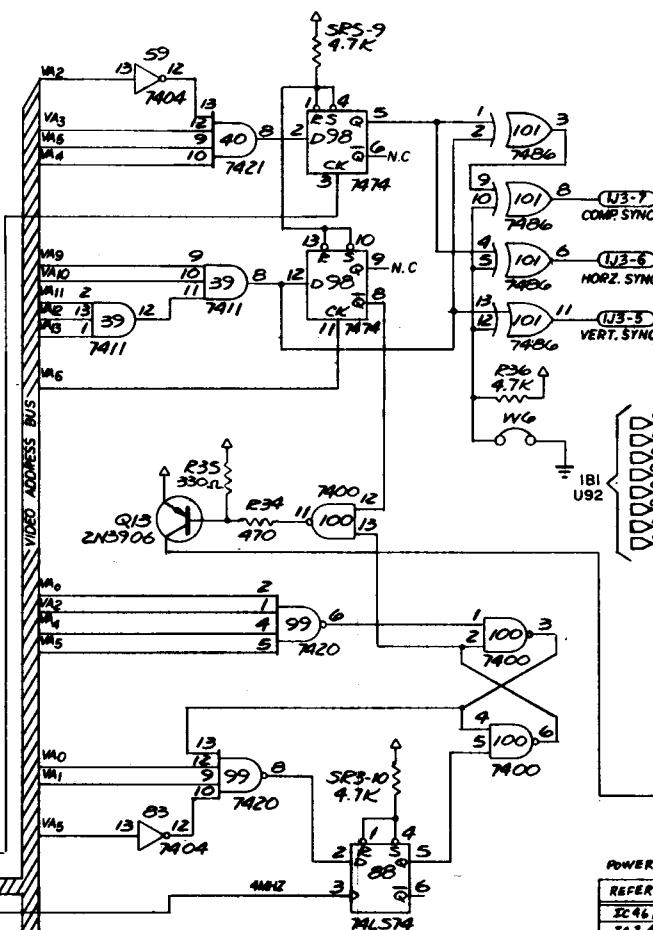 SR5-9
4.7K
59
VA2 13 12
7404
13
VA3 12
VA6 9 40 8 2 D 98 Q 5
VA4 10
7421
1 R S 4
Q 6 N.C
CK
3 7474
1 2 101 3
7486
9 10 101 8 1J3-7
7486 COMP. SYNC
4 5 101 6 1J3-6
7486 HORZ. SYNC
13 12 101 11 1J3-5
7486 VERT. SYNC
13 R S 10
VA9 9
VA10 10 39 8 12 D 98 Q 9 N.C
VA11 2 11 7411 Q 8
VA12 13 39 12
VA13 1
7411
CK
11 7474
VA6
R36
4.7K
W6
1B1
U92
VIDEO ADDRESS BUS
R35
330Ω
R34
470
Q13
2N3906
7400
11 100 12
13
VA0 2
VA2 1 99 6
VA4 4
VA5 5
7420
1 2 100 3
7400
4 5 100 6
7400
13
VA0 12
VA1 9 99 8
10
7420
83
VA5 13 12
7404
SR3-10
4.7K
1 R S 4
2 D 88 Q 5
4MHZ 3 Q 6
74LS74
POWER
REFER
IC46